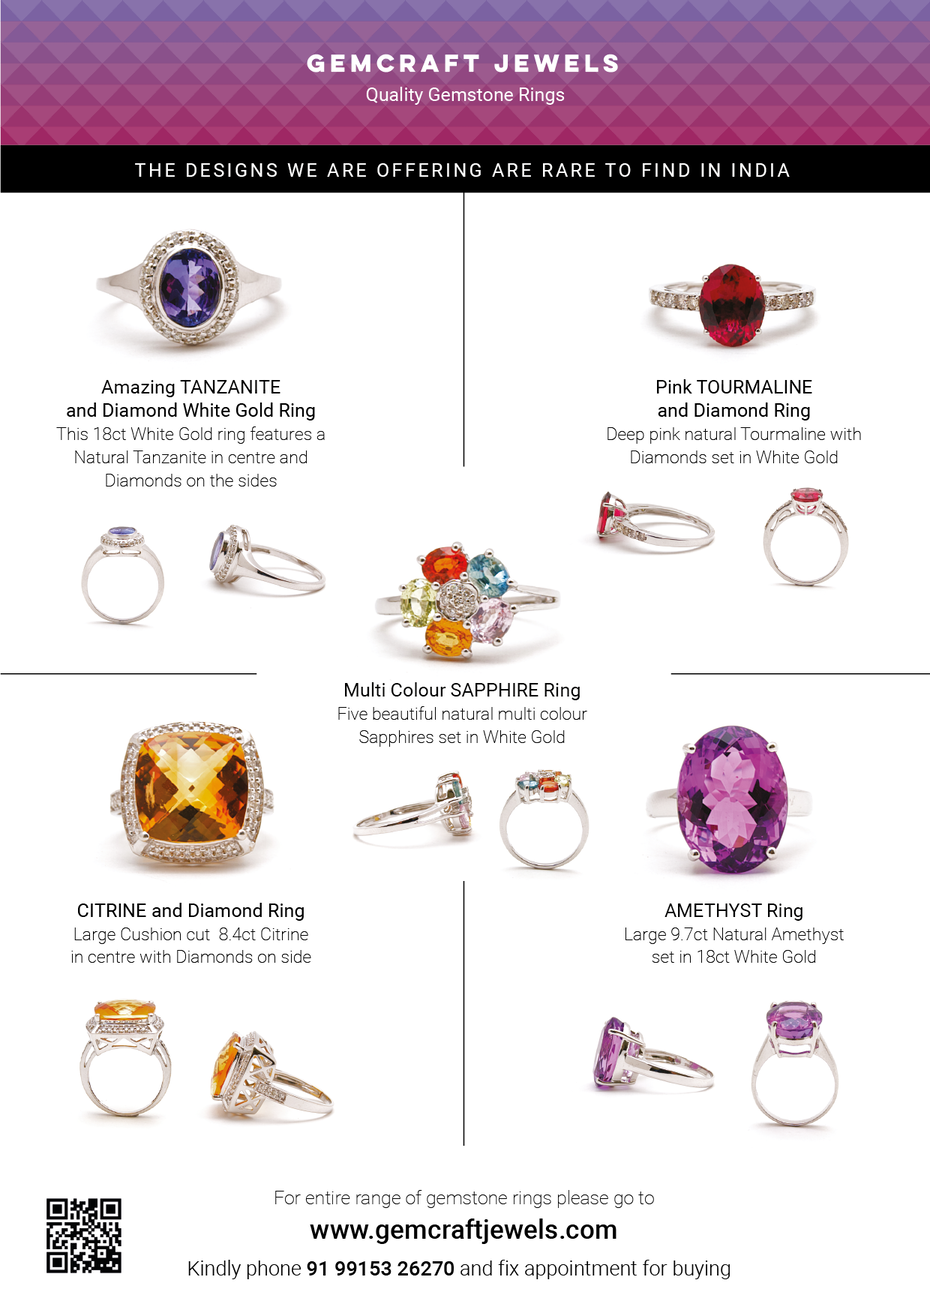 GEMCRAFT JEWELS
Quality Gemstone Rings
THE DESIGNS WE ARE OFFERING ARE RARE TO FIND IN INDIA
Amazing TANZANITE
and Diamond White Gold Ring
This 18ct White Gold ring features a
Natural Tanzanite in centre and
Diamonds on the sides
Pink TOURMALINE
and Diamond Ring
Deep pink natural Tourmaline with
Diamonds set in White Gold
Multi Colour SAPPHIRE Ring
Five beautiful natural multi colour
Sapphires set in White Gold
CITRINE and Diamond Ring
Large Cushion cut 8.4ct Citrine
in centre with Diamonds on side
AMETHYST Ring
Large 9.7ct Natural Amethyst
set in 18ct White Gold
For entire range of gemstone rings please go to
www.gemcraftjewels.com
Kindly phone 91 99153 26270 and fix appointment for buying